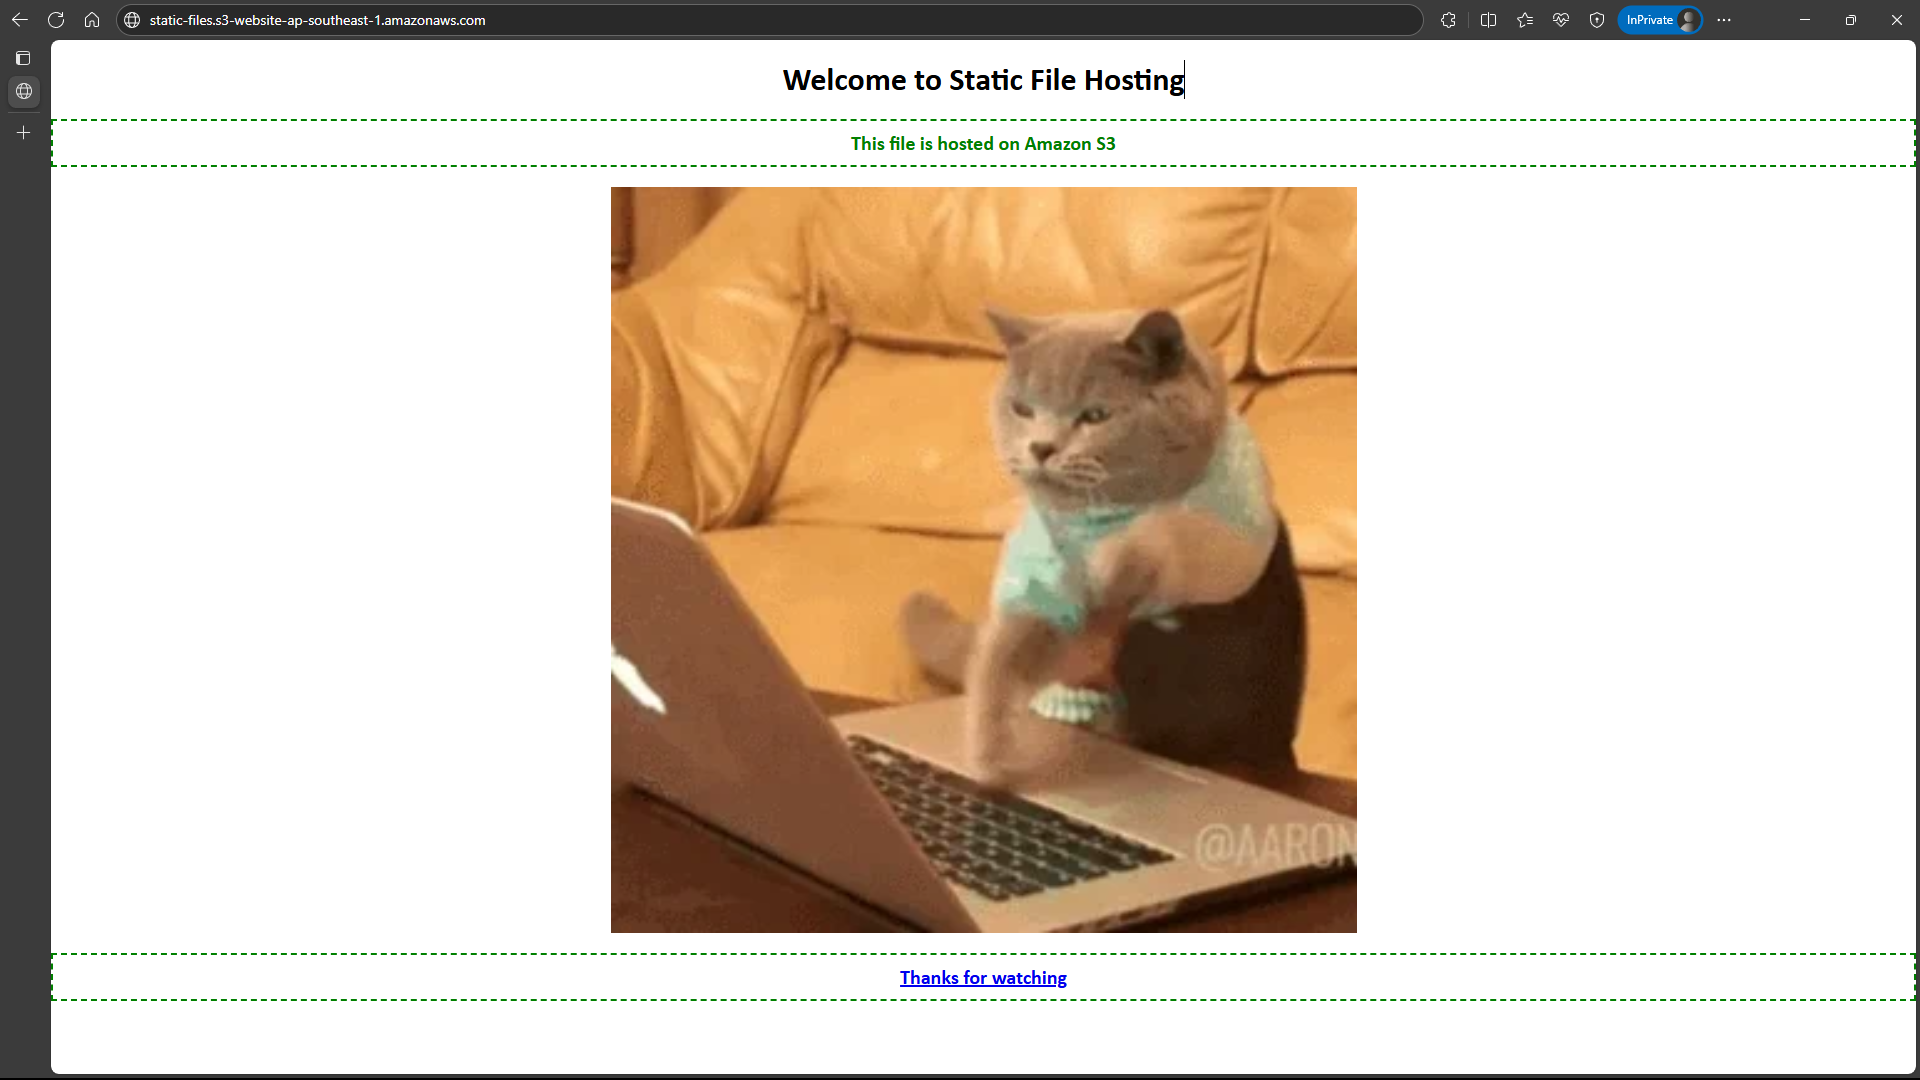 static-files.s3-website-ap-southeast-1.amazonaws.com
InPrivate
Welcome to Static File Hosting
This file is hosted on Amazon S3
@AARON
Thanks for watching